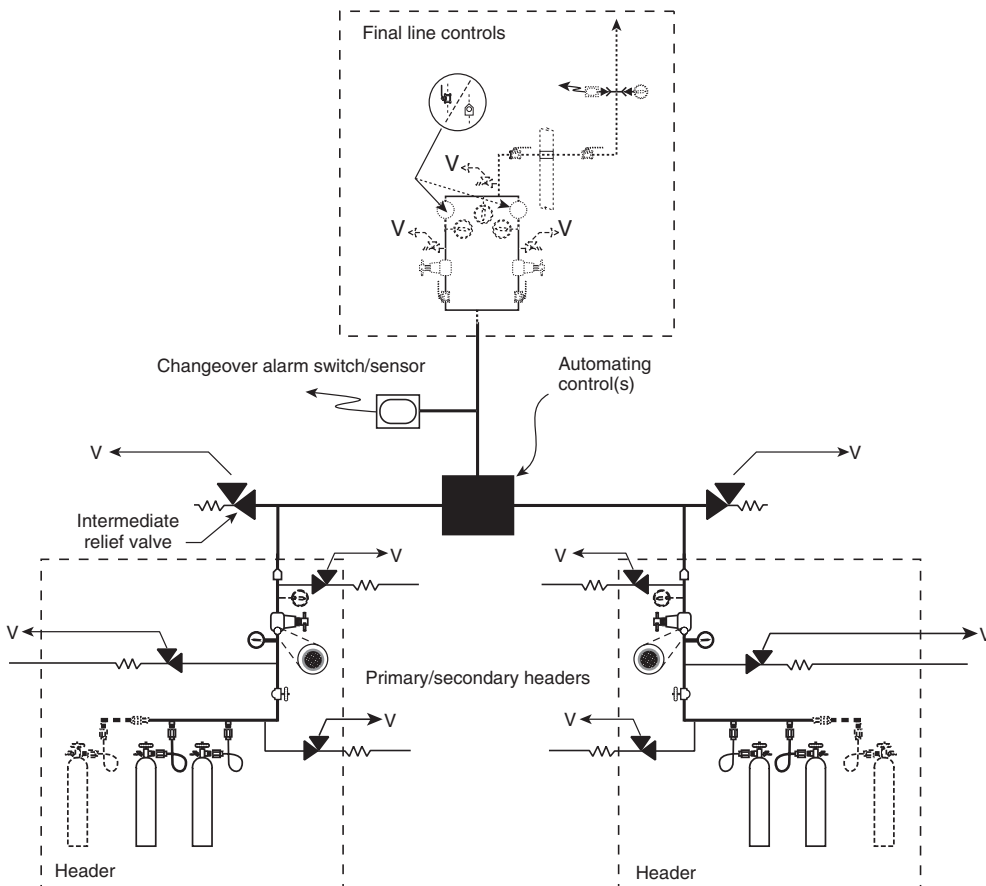 Final line controls
V
V
V
Changeover alarm switch/sensor
Automating
control(s)
V
V
Intermediate
relief valve
V
V
V
V
Primary/secondary headers
V
V
Header
Header